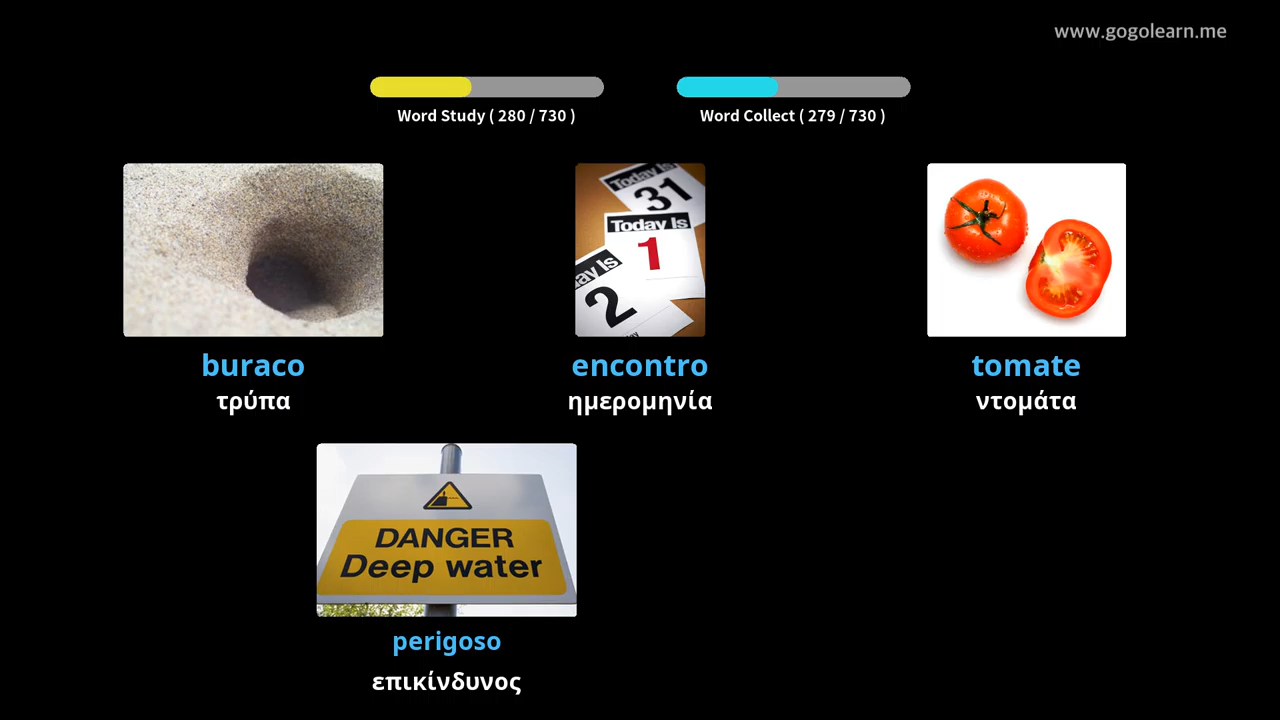 www.gogolearn.me
Word Study ( 280 / 730 )
Word Collect ( 279 / 730 )
Today Is
31
Today Is
1
ay Is
2
buraco
τρύπα
encontro
ημερομηνία
tomate
ντομάτα
DANGER
Deep water
perigoso
επικίνδυνος